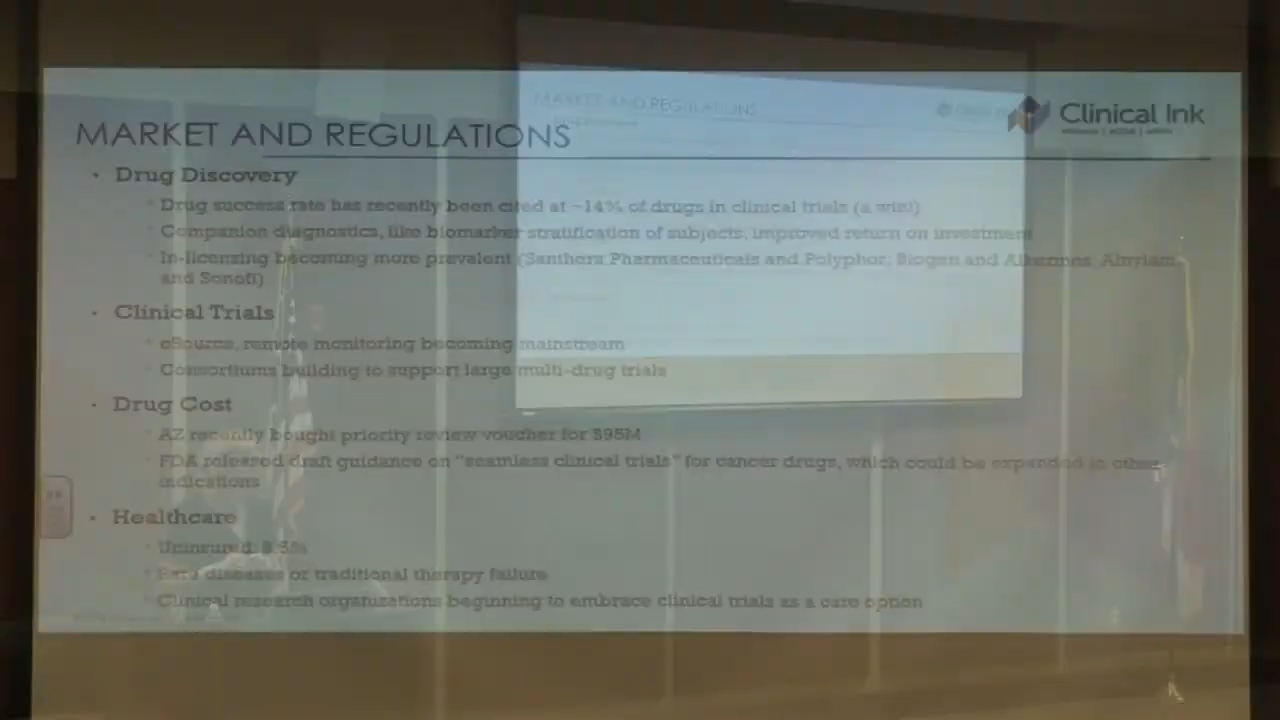 MARKET AND REGULATIONS
Clinical Ink
• Drug Discovery
Drug success rate has recently been cited at ~14% of drugs in clinical trials (a win!)
Companion diagnostics, like biomarker stratification of subjects, improved return on investment
In-licensing becoming more prevalent (Santhera Pharmaceuticals and Polyphor; Biogen and Alkermes; Alnylam
and Sonofi)
• Clinical Trials
eSource, remote monitoring becoming mainstream
Consortiums building to support large multi-drug trials
• Drug Cost
AZ recently bought priority review voucher for $95M
FDA released draft guidance on "seamless clinical trials" for cancer drugs, which could be expanded to other
indications
• Healthcare
Uninsured: 8.5%
Rare diseases or traditional therapy failure
Clinical research organizations beginning to embrace clinical trials as a care option
MARKET AND REGULATIONS